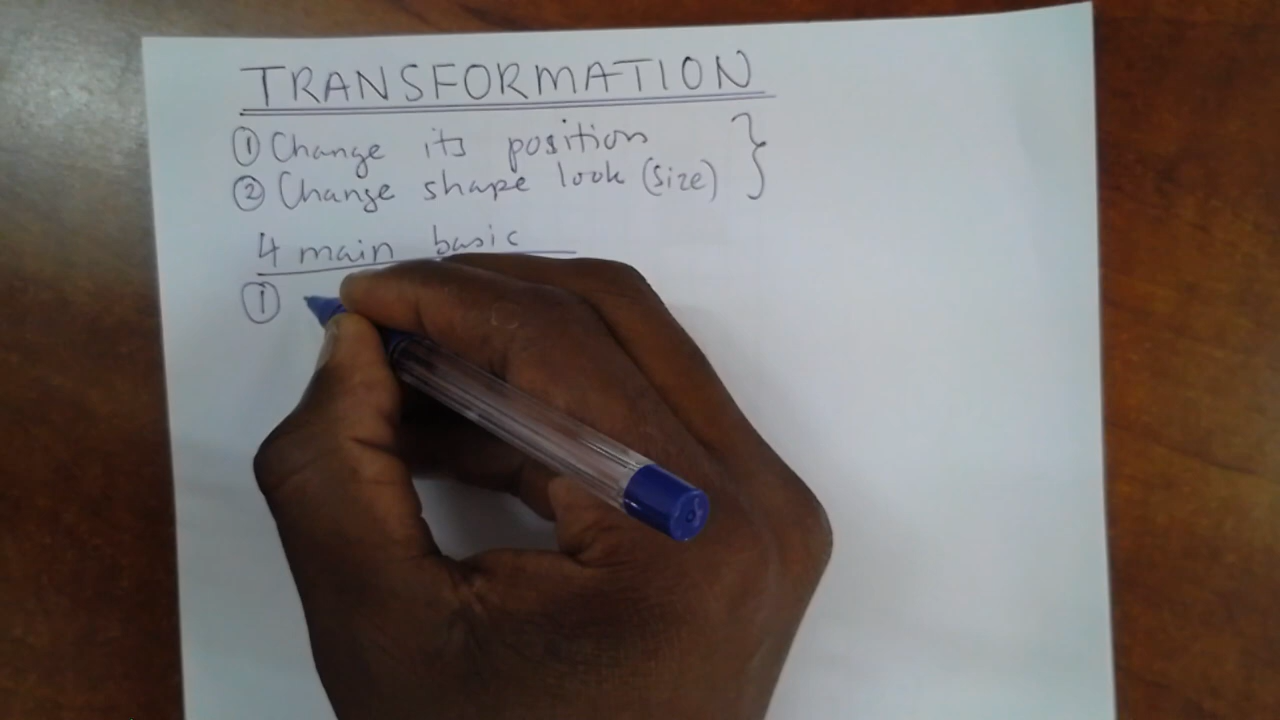 TRANSFORMATION
① Change its position
② Change shape look (size)
4 main basic
①